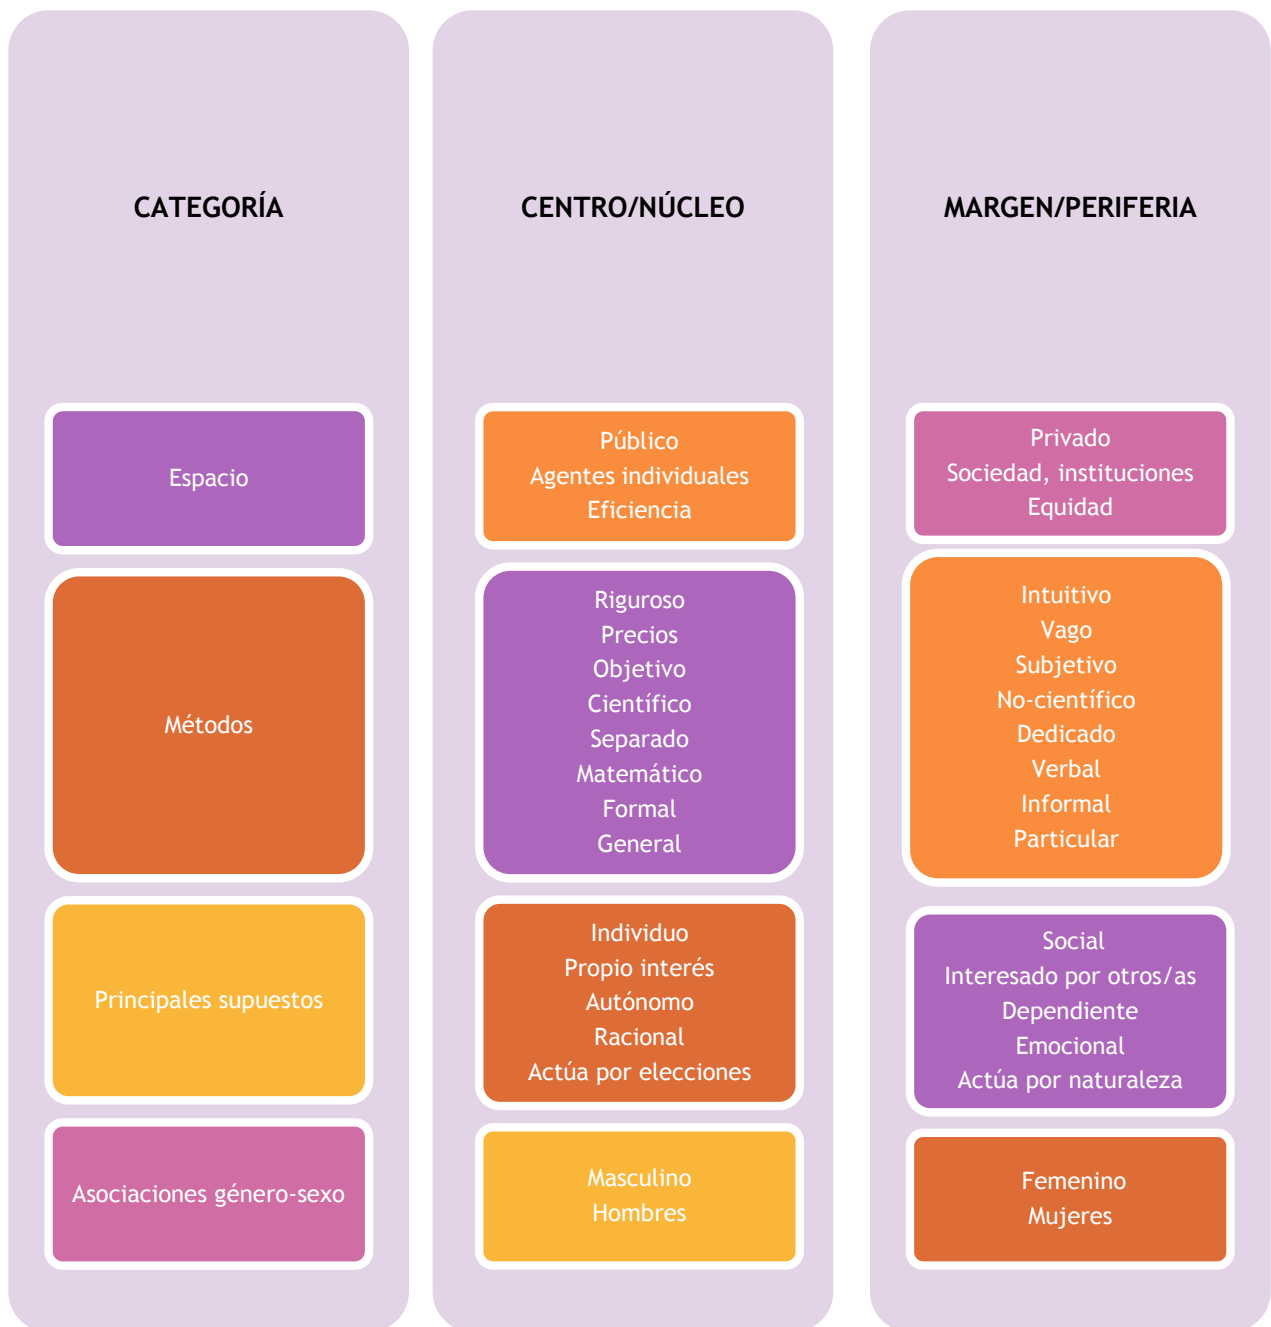 CATEGORÍA
CENTRO/NÚCLEO
MARGEN/PERIFERIA
Espacio
Público
Agentes individuales
Eficiencia
Privado
Sociedad, instituciones
Equidad
Métodos
Riguroso
Precios
Objetivo
Científico
Separado
Matemático
Formal
General
Intuitivo
Vago
Subjetivo
No-científico
Dedicado
Verbal
Informal
Particular
Principales supuestos
Individuo
Propio interés
Autónomo
Racional
Actúa por elecciones
Social
Interesado por otros/as
Dependiente
Emocional
Actúa por naturaleza
Asociaciones género-sexo
Masculino
Hombres
Femenino
Mujeres